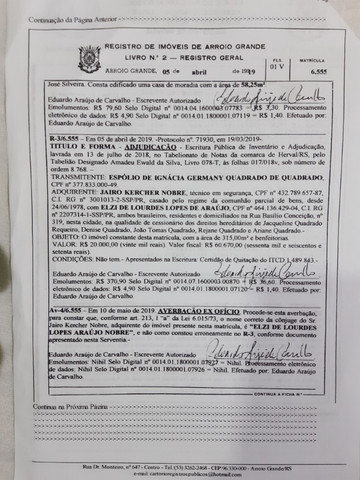 Continuação da Página Anterior
REGISTRO DE IMÓVEIS DE ARROIO GRANDE
LIVRO N.º 2 - REGISTRO GERAL
ARROIO GRANDE, 05 de abril de 19
FLS.
01 V
MATRÍCULA
6.555
José Silveira. Consta edificada uma casa de moradia com a área de 58,25m².
Eduardo Araújo de Carvalho - Escrevente Autorizado
Emolumentos: R$ 79,60 Selo Digital nº 0014.04.1600007.07783 = R$ 3,30. Processamento
eletrônico de dados: R$ 4,90 Selo Digital nº 0014.01.1800001.07119 = R$ 1,40. Efetuado por:
Eduardo Araújo de Carvalho.
R-3/6.555 – Em 05 de abril de 2019. -Protocolo nº. 71930, em 19/03/2019-
TITULO E FORMA - ADJUDICAÇÃO - Escritura Pública de Inventário e Adjudicação,
lavrada em 13 de julho de 2018, no Tabelionato de Notas da comarca de Herval/RS, pelo
Tabelião Designado Amadeu Ewald da Silva, Livro 078-T, às folhas 017/019v, sob número de
ordem 8.768. –
TRANSMITENTE: ESPÓLIO DE IGNÁCIA GERMANY QUADRADO DE QUADRADO,
CPF nº 377.833.000-49
ADQUIRENTE: JAIRO KERCHER NOBRE, técnico em segurança, CPF nº 432.789.657-87,
C.I. RG nº 3001013-2-SSP/PR, casado pelo regime da comunhão parcial de bens, desde
24/06/1978, com ELZI DE LOURDES LOPES DE ARAÚJO, CPF nº 464.136.429-04, C.I. RG
nº 2207314-1-SSP/PR, ambos brasileiros, residentes e domiciliados na Rua Basílio Conceição, nº
319, nesta cidade, na qualidade de cessionários dos direitos hereditários de Jacqueline Quadrado
Requeiro, Denise Quadrado, João Tomas Quadrado, Rejane Quadrado e Ariane Quadrado. -
OBJETO: O imóvel constante desta matrícula, com a área de 315,00m² e benfeitorias.
VALOR: R$ 20.000,00 (vinte mil reais). Valor fiscal: R$ 60.670,00 (sessenta mil e seiscentos e
setenta reais).
CONDIÇÕES: Não tem. - Apresentados na Escritura: Certidão de Quitação do ITCD 1.489.843. -
Eduardo Araújo de Carvalho - Escrevente Autorizado
Emolumentos: R$ 370,90 Selo Digital nº 0014.07.1600003.00870 = R$ 36,60. Processamento
eletrônico de dados: R$ 4,90 Selo Digital nº 0014.01.1800001.07120 = R$ 1,40. Efetuado por:
Eduardo Araújo de Carvalho.
Av-4/6.555 – Em 10 de maio de 2019. AVERBAÇÃO EX OFÍCIO. Procede-se esta averbação,
para constar que, conforme art. 213, I "a" da Lei 6.015/73, o nome correto da cônjuge do Sr.
Jairo Kercher Nobre, adquirente do imóvel presente nesta matrícula, é "ELZI DE LOURDES
LOPES ARAÚJO NOBRE", e não como constou erroneamente no R-3, conforme documento
apresentado nesta Serventia.-
Eduardo Araújo de Carvalho - Escrevente Autorizado
Emolumentos: Nihil Selo Digital nº 0014.01.1800001.07927 = Nihil. Processamento eletrônico
de dados: Nihil Selo Digital nº 0014.01.1800001.07926 = Nihil. Efetuado por: Eduardo Araújo
de Carvalho.
CONTINUA A FICHA N.º
Continua na Próxima Página
Rua Dr. Monteiro, nº 647 - Centro - Tel (53) 3262-2468 - CEP 96.330-000 - Arroio Grande/RS
e-mail cartorioregistrospublicos@hotmail.com